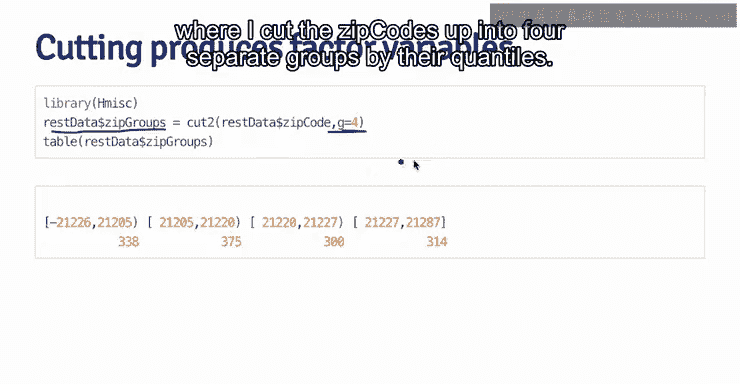 where I cut the zipCodes up into four
separate groups by their quantiles.
Cutting produces factor variables
library(Hmisc)
restData$zipGroups = cut2(restData$zipCode,g=4)
table(restData$zipGroups)
[-21226,21205) [ 21205,21220) [ 21220,21227) [ 21227,21287]
338 375 300 314